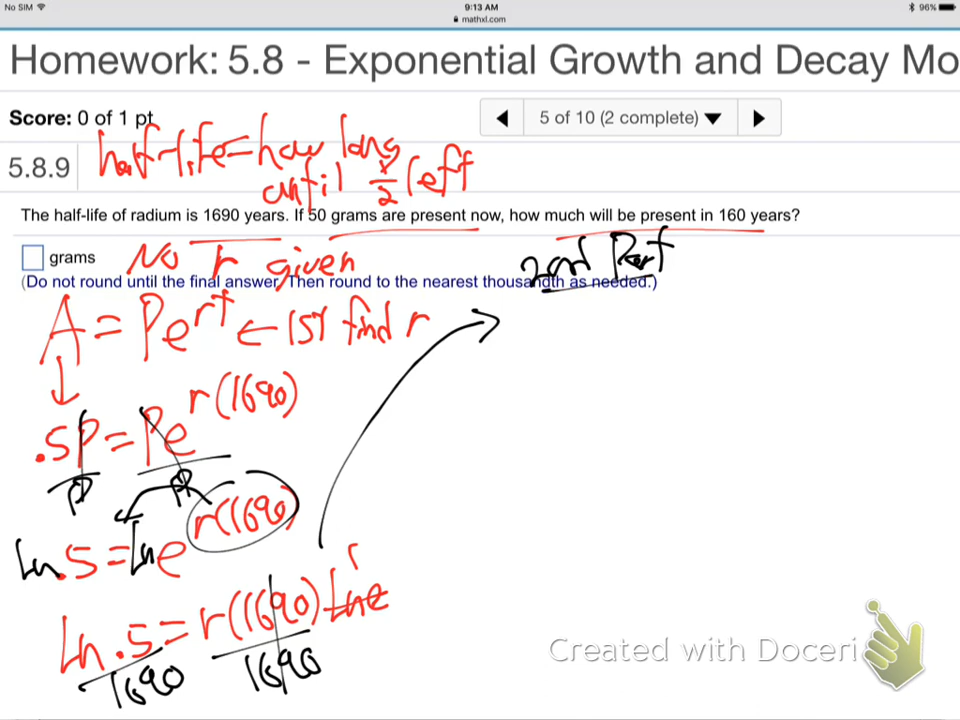 No SIM 9:13 AM 96%
mathxl.com
Homework: 5.8 - Exponential Growth and Decay Mo
Score: 0 of 1 pt
5 of 10 (2 complete)
half-life = how long
until 1/2 left
5.8.9
The half-life of radium is 1690 years. If 50 grams are present now, how much will be present in 160 years?
grams
No r given
2nd Part
(Do not round until the final answer. Then round to the nearest thousandth as needed.)
A = Pe^rt ← 1st find r
.5P = Pe^r(1690)
P P
ln .5 = ln e^r(1690)
1
ln .5 = r(1690) ln e
1690 1690
Created with Doceri